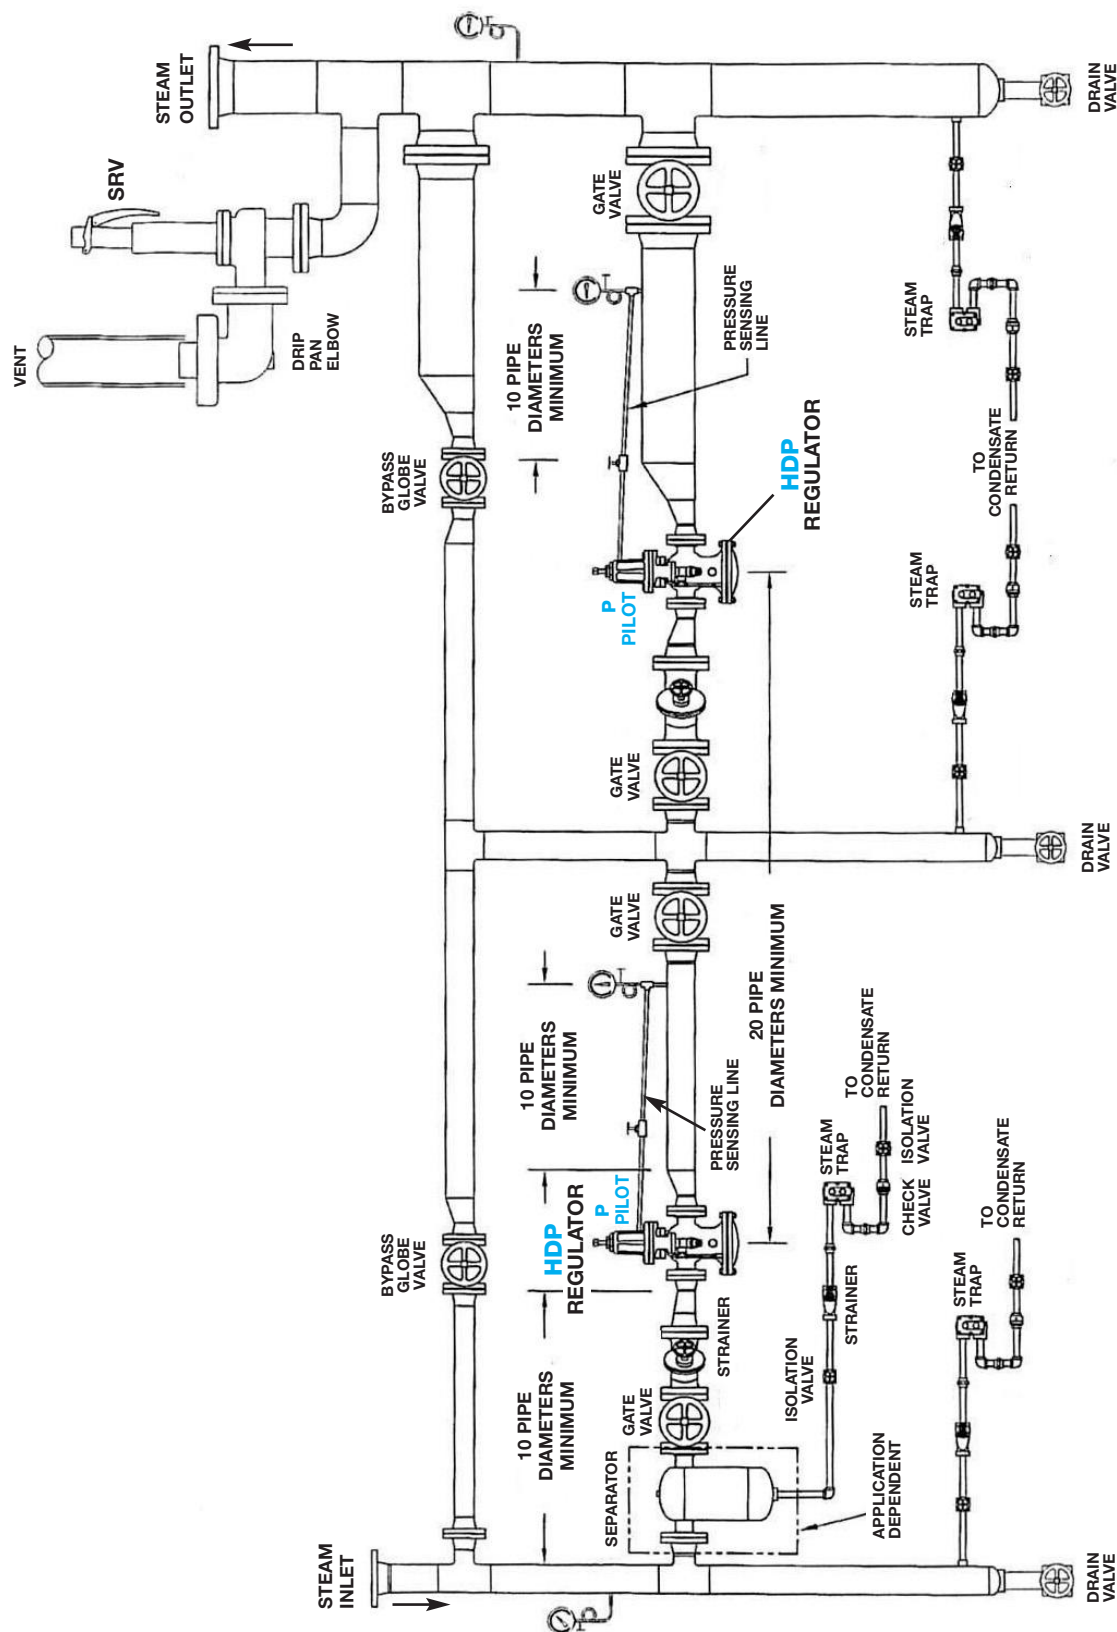 VENT
SRV
STEAM
OUTLET
DRIP
PAN
ELBOW
STEAM
INLET
BYPASS
GLOBE
VALVE
BYPASS
GLOBE
VALVE
10 PIPE
DIAMETERS
MINIMUM
10 PIPE
DIAMETERS
MINIMUM
10 PIPE
DIAMETERS
MINIMUM
HDP
REGULATOR
P
PILOT
P
PILOT
SEPARATOR
GATE
VALVE
GATE
VALVE
GATE
VALVE
GATE
VALVE
STRAINER
PRESSURE
SENSING LINE
PRESSURE
SENSING
LINE
20 PIPE
DIAMETERS MINIMUM
HDP
REGULATOR
ISOLATION
VALVE
STRAINER
STEAM
TRAP
TO
CONDENSATE
RETURN
CHECK
VALVE
ISOLATION
VALVE
APPLICATION
DEPENDENT
STEAM
TRAP
TO
CONDENSATE
RETURN
STEAM
TRAP
TO
CONDENSATE
RETURN
STEAM
TRAP
DRAIN
VALVE
DRAIN
VALVE
DRAIN
VALVE